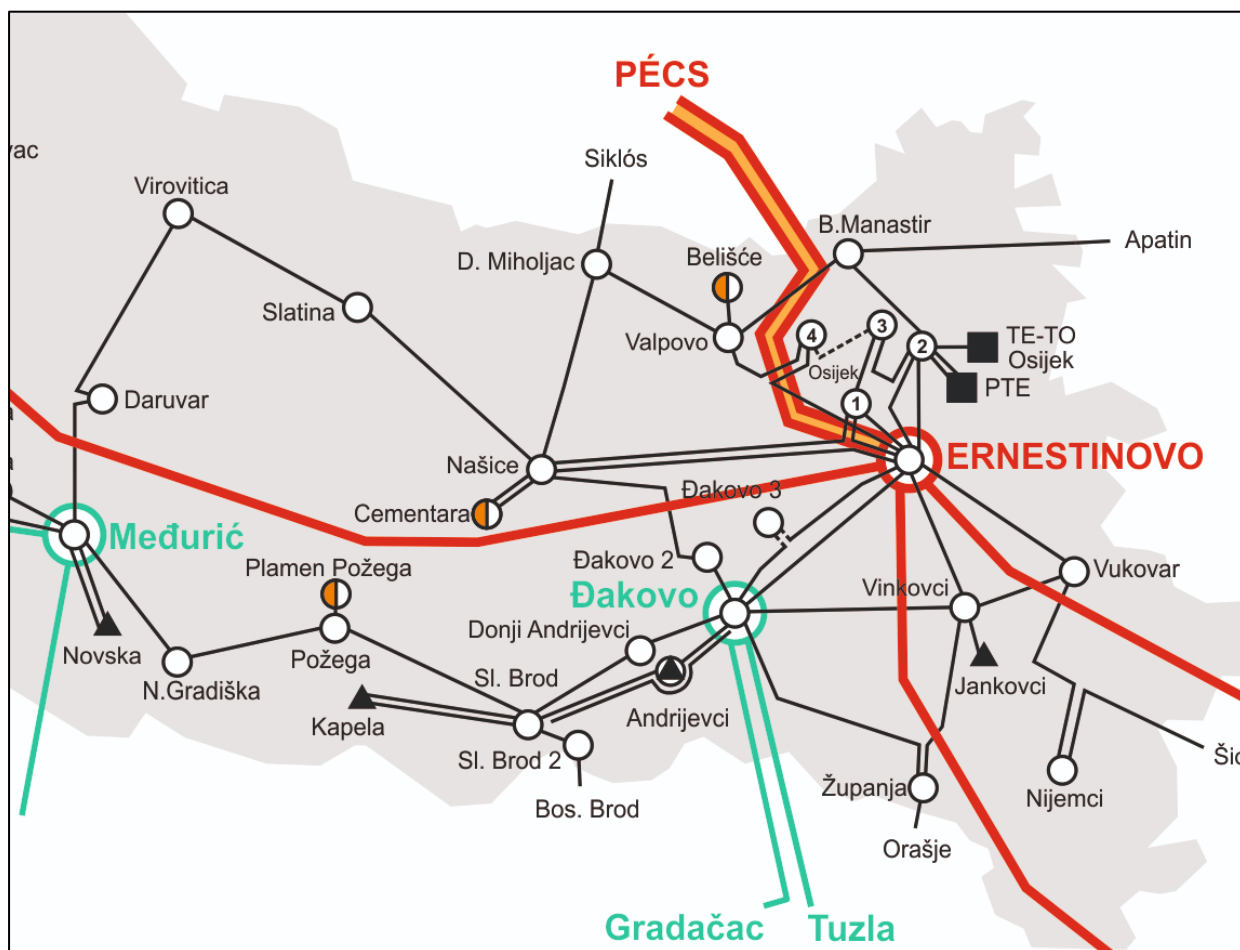 PÉCS
vac
Siklós
Virovitica
B.Manastir
Apatin
D. Miholjac
Belišće
Slatina
Valpovo
4
3
2
TE-TO
Osijek
Osijek
PTE
1
Daruvar
Našice
ERNESTINOVO
Cementara
Đakovo 3
Međurić
Đakovo 2
Plamen Požega
Đakovo
Vinkovci
Vukovar
Donji Andrijevci
Novska
Požega
N.Gradiška
Sl. Brod
Jankovci
Kapela
Andrijevci
Sl. Brod 2
Šid
Županja
Nijemci
Bos. Brod
Orašje
Gradačac
Tuzla